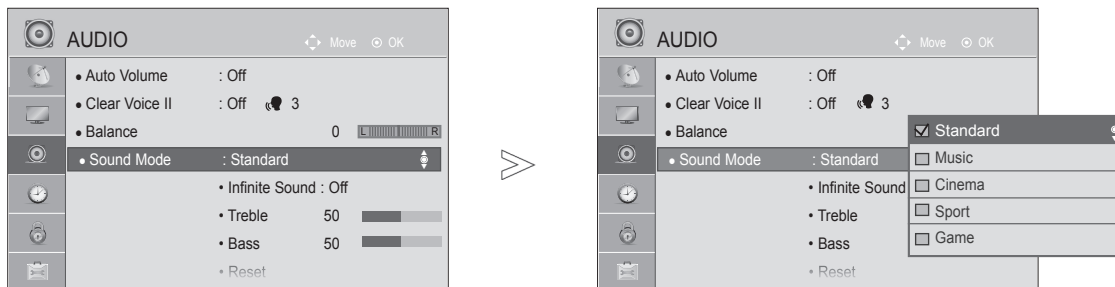 AUDIO
Move OK
• Auto Volume : Off
• Clear Voice II : Off 3
• Balance 0 L R
• Sound Mode : Standard
• Infinite Sound : Off
• Treble 50
• Bass 50
• Reset
AUDIO
Move OK
• Auto Volume : Off
• Clear Voice II : Off 3
• Balance
• Sound Mode : Standard
• Infinite Sound
• Treble
• Bass
• Reset
Standard
Music
Cinema
Sport
Game